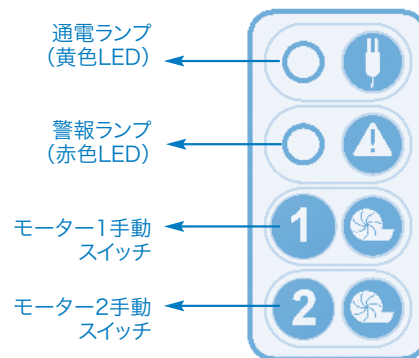 通電ランプ
（黄色LED）
警報ランプ
（赤色LED）
モーター1手動
スイッチ
1
モーター2手動
スイッチ
2